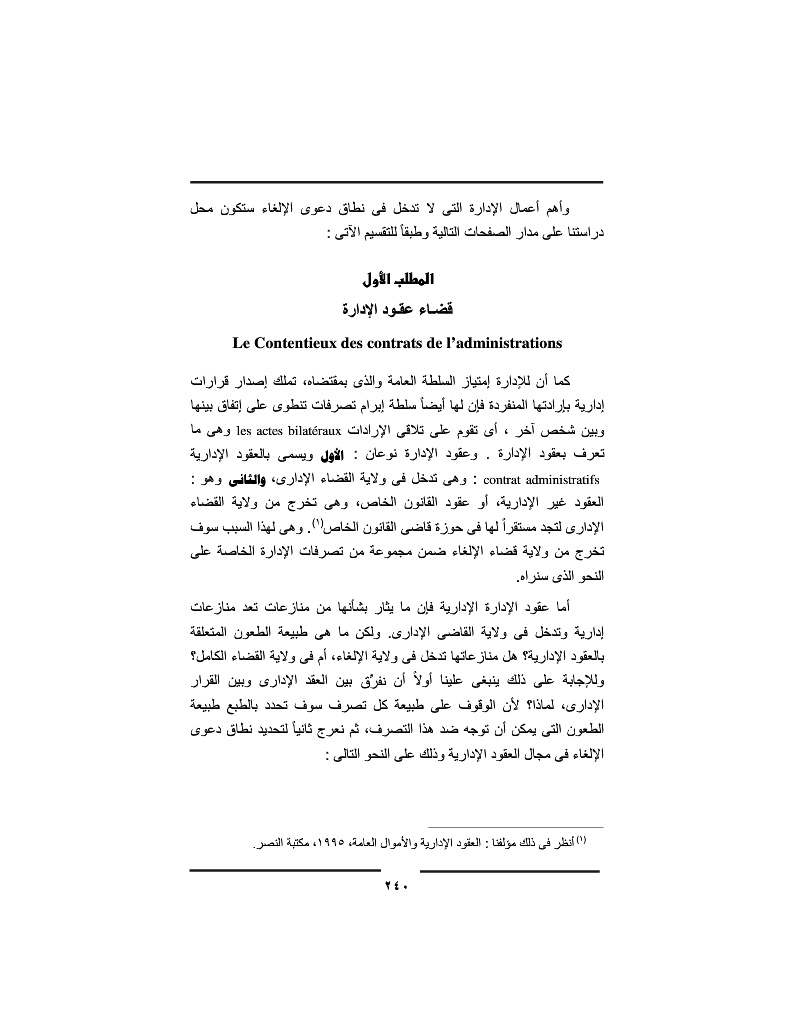 وأهم أعمال الإدارة التى لا تدخل فى نطاق دعوى الإلغاء ستكون محل
دراستنا على مدار الصفحات التالية وطبقاً للتقسيم الآتى :
المطلب الأول
قضـاء عقـود الإدارة
Le Contentieux des contrats de l’administrations
كما أن للإدارة إمتياز السلطة العامة والذى بمقتضاه، تملك إصدار قرارات
إدارية بإرادتها المنفردة فإن لها أيضاً سلطة إبرام تصرفات تنطوى على إتفاق بينها
وبين شخص آخر ، أى تقوم على تلاقى الإرادات les actes bilatéraux وهى ما
تعرف بعقود الإدارة . وعقود الإدارة نوعان : الأول ويسمى بالعقود الإدارية
contrat administratifs : وهى تدخل فى ولاية القضاء الإدارى، والثانى وهو :
العقود غير الإدارية، أو عقود القانون الخاص، وهى تخرج من ولاية القضاء
الإدارى لتجد مستقراً لها فى حوزة قاضى القانون الخاص(١). وهى لهذا السبب سوف
تخرج من ولاية قضاء الإلغاء ضمن مجموعة من تصرفات الإدارة الخاصة على
النحو الذى سنراه.
أما عقود الإدارة الإدارية فإن ما يثار بشأنها من منازعات تعد منازعات
إدارية وتدخل فى ولاية القاضى الإدارى. ولكن ما هى طبيعة الطعون المتعلقة
بالعقود الإدارية؟ هل منازعاتها تدخل فى ولاية الإلغاء، أم فى ولاية القضاء الكامل؟
وللإجابة على ذلك ينبغى علينا أولاً أن نفرِّق بين العقد الإدارى وبين القرار
الإدارى، لماذا؟ لأن الوقوف على طبيعة كل تصرف سوف تحدد بالطبع طبيعة
الطعون التى يمكن أن توجه ضد هذا التصرف، ثم نعرج ثانياً لتحديد نطاق دعوى
الإلغاء فى مجال العقود الإدارية وذلك على النحو التالى :
(١) أنظر فى ذلك مؤلفنا : العقود الإدارية والأموال العامة، ١٩٩٥، مكتبة النصر.
٢٤٠